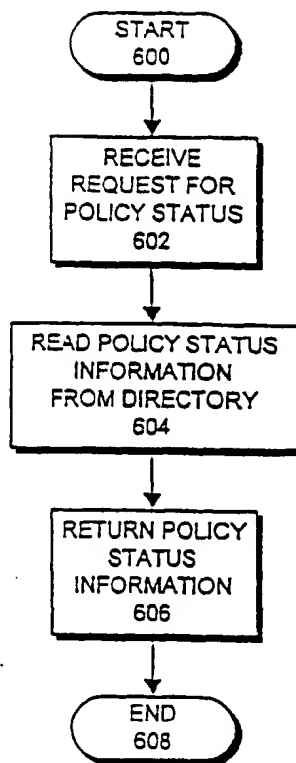 START
600
RECEIVE
REQUEST FOR
POLICY STATUS
602
READ POLICY STATUS
INFORMATION
FROM DIRECTORY
604
RETURN POLICY
STATUS
INFORMATION
606
END
608